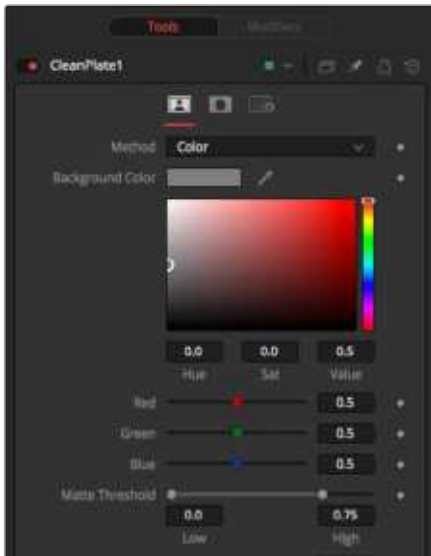 Tools Modifiers
CleanPlate1
Method Color
Background Color
0.0 0.0 0.5
Hue Sat Value
Red 0.5
Green 0.5
Blue 0.5
Matte Threshold
0.0 0.75
Low High